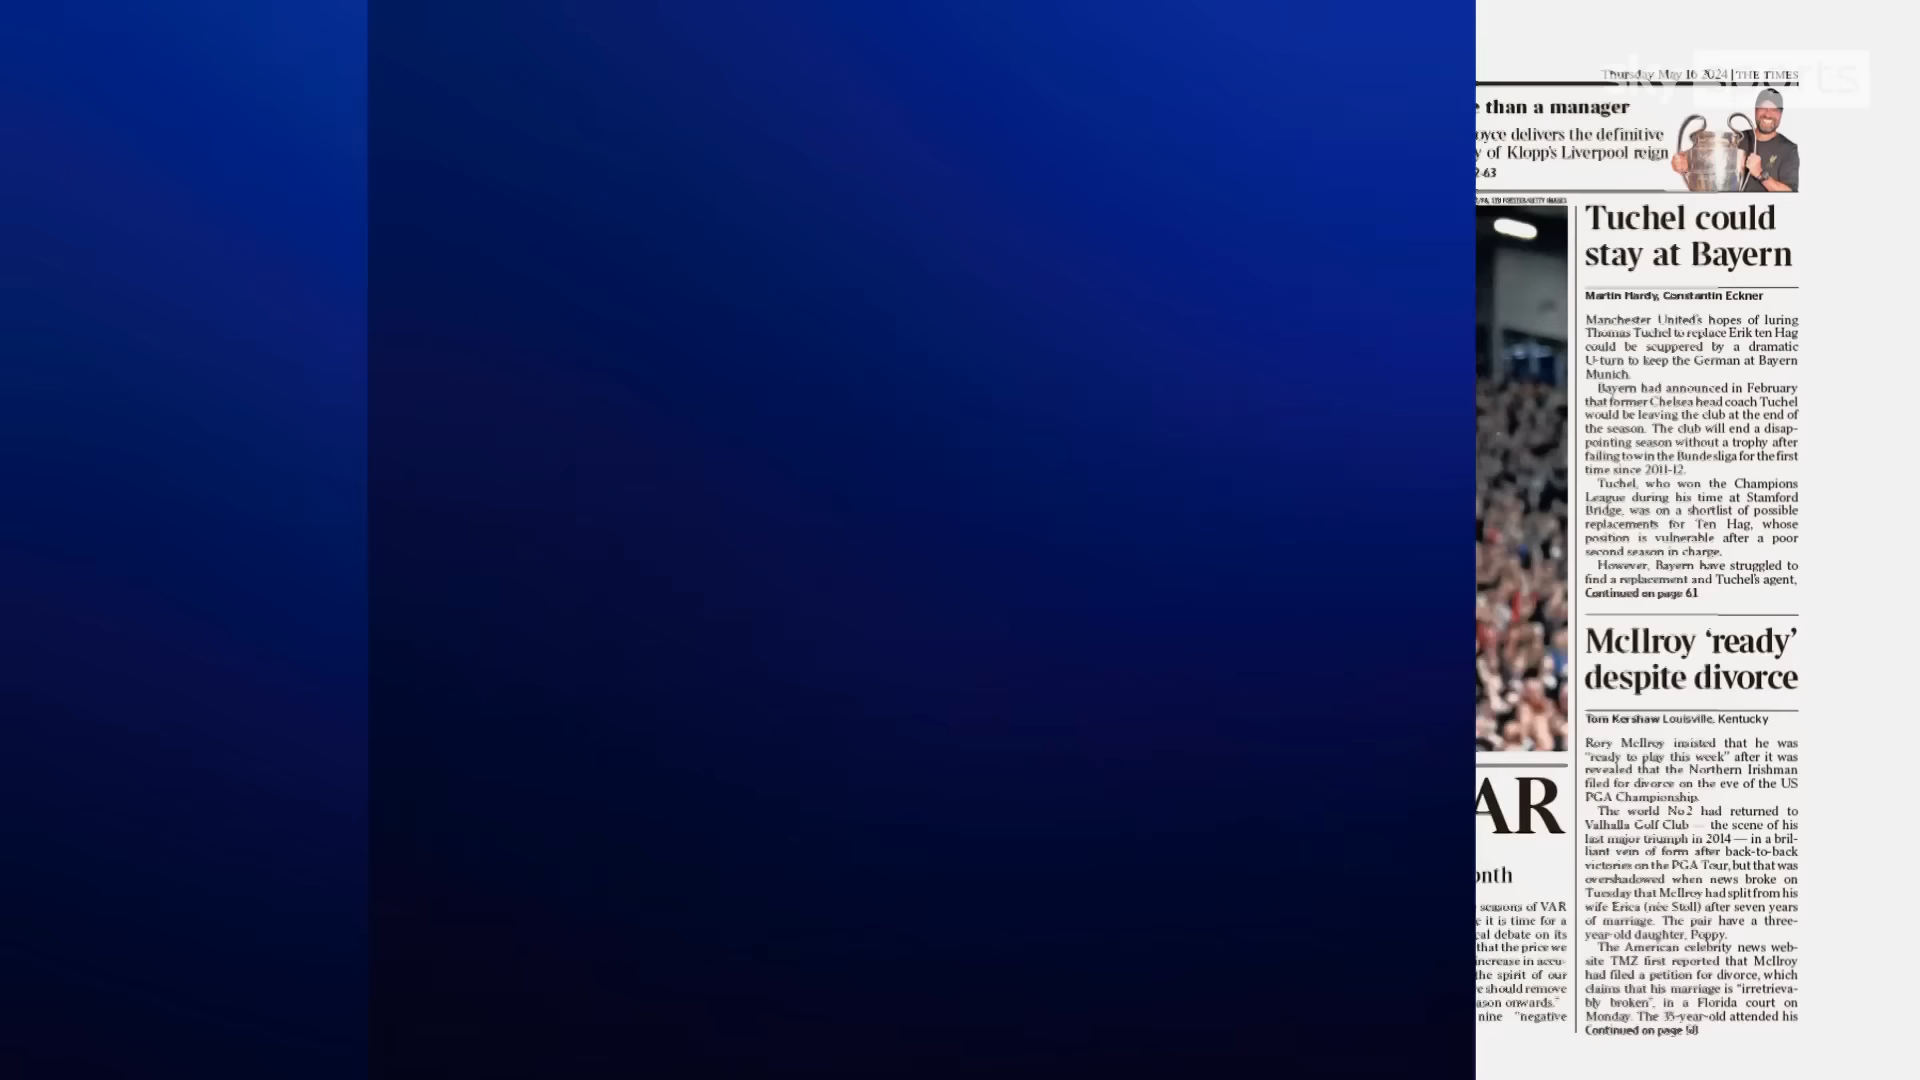 sky sports
Thursday May 16 2024 | THE TIMES
than a manager
oyce delivers the definitive
y of Klopp's Liverpool reign
2-63
Tuchel could
stay at Bayern
Martin Hardy, Constantin Eckner
Manchester United's hopes of luring
Thomas Tuchel to replace Erik ten Hag
could be scuppered by a dramatic
U-turn to keep the German at Bayern
Munich.
Bayern had announced in February
that former Chelsea head coach Tuchel
would be leaving the club at the end of
the season. The club will end a disap-
pointing season without a trophy after
failing to win the Bundesliga for the first
time since 2011-12.
Tuchel, who won the Champions
League during his time at Stamford
Bridge, was on a shortlist of possible
replacements for Ten Hag, whose
position is vulnerable after a poor
second season in charge.
However, Bayern have struggled to
find a replacement and Tuchel's agent,
Continued on page 61
McIlroy ‘ready’
despite divorce
Tom Kershaw Louisville, Kentucky
Rory McIlroy insisted that he was
“ready to play this week” after it was
revealed that the Northern Irishman
filed for divorce on the eve of the US
PGA Championship.
The world No 2 had returned to
Valhalla Golf Club — the scene of his
last major triumph in 2014 — in a bril-
liant vein of form after back-to-back
victories on the PGA Tour, but that was
overshadowed when news broke on
Tuesday that McIlroy had split from his
wife Erica (née Stoll) after seven years
of marriage. The pair have a three-
year-old daughter, Poppy.
The American celebrity news web-
site TMZ first reported that McIlroy
had filed a petition for divorce, which
claims that his marriage is “irretrieva-
bly broken”, in a Florida court on
Monday. The 35-year-old attended his
Continued on page 58
AR
onth
seasons of VAR
it is time for a
cal debate on its
that the price we
increase in accu-
the spirit of our
e should remove
ason onwards.”
nine “negative